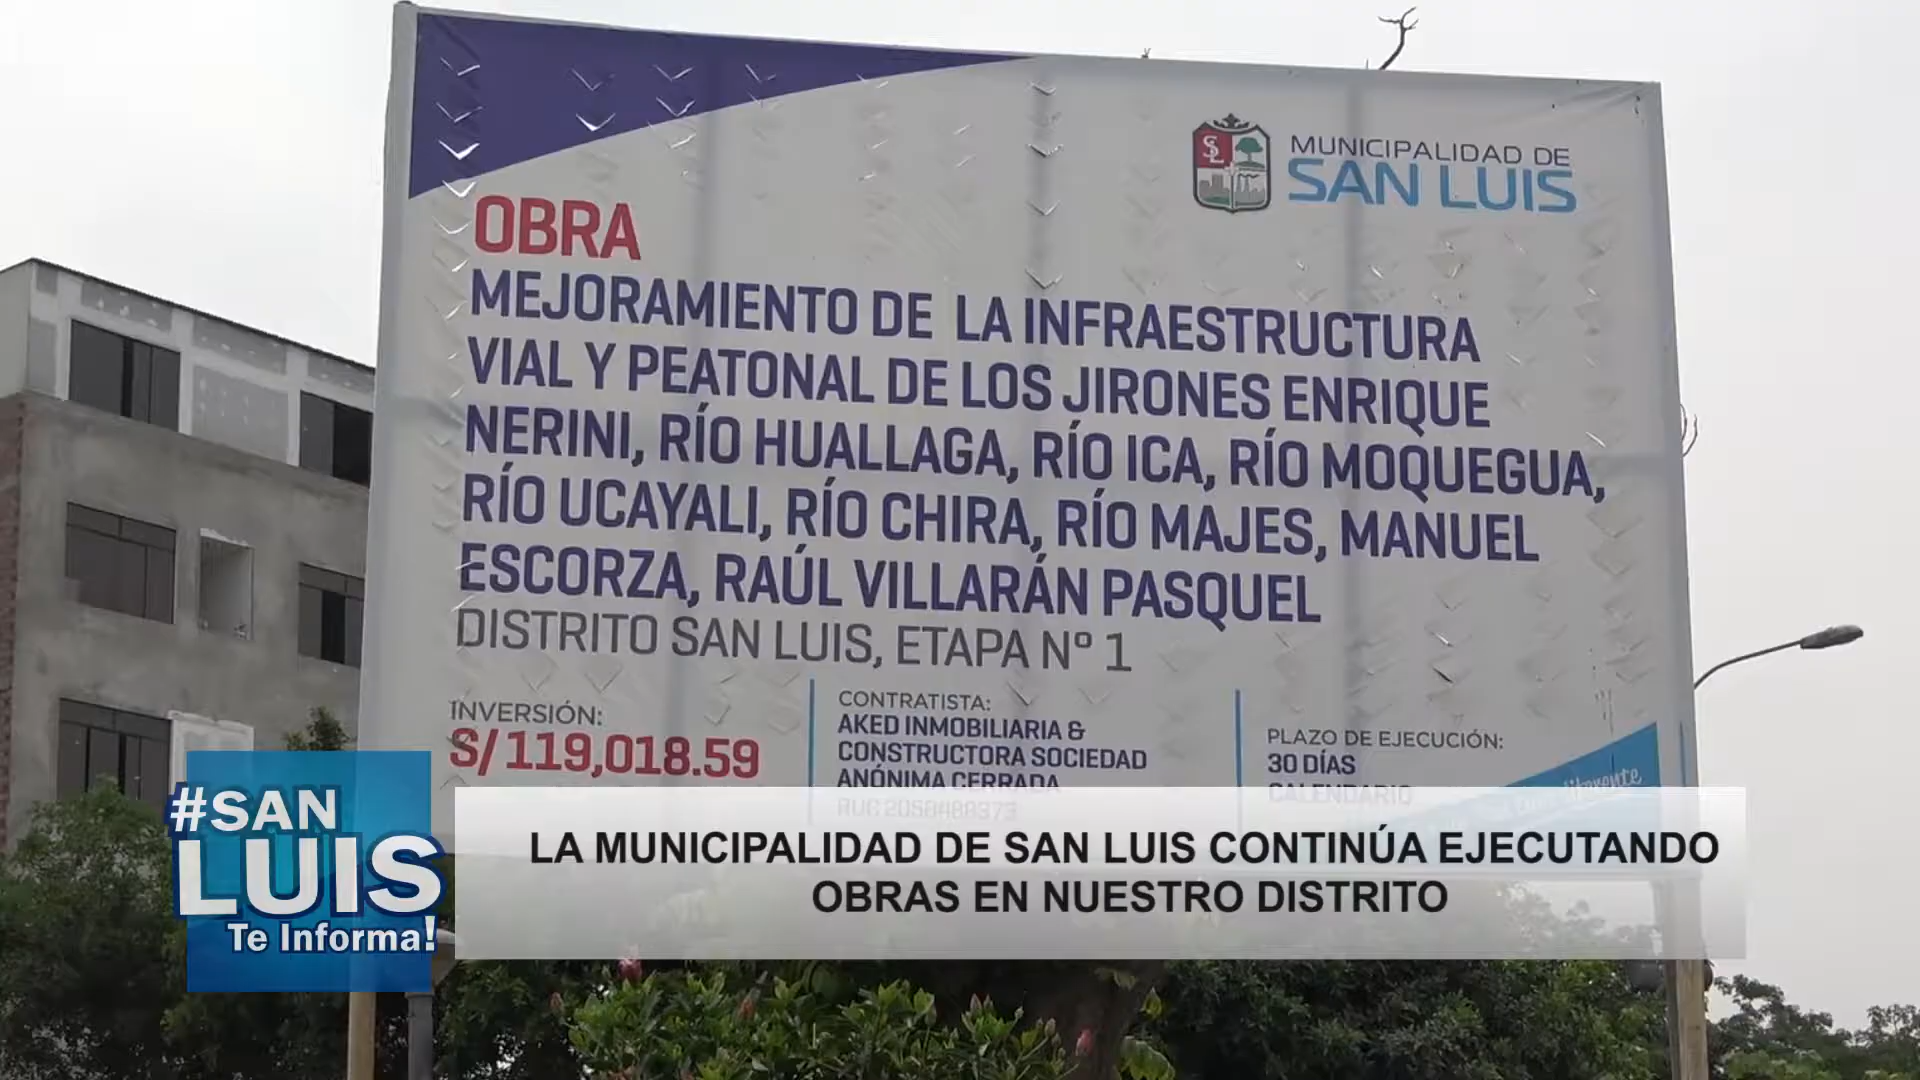 MUNICIPALIDAD DE
SAN LUIS
OBRA
MEJORAMIENTO DE LA INFRAESTRUCTURA
VIAL Y PEATONAL DE LOS JIRONES ENRIQUE
NERINI, RÍO HUALLAGA, RÍO ICA, RÍO MOQUEGUA,
RÍO UCAYALI, RÍO CHIRA, RÍO MAJES, MANUEL
ESCORZA, RAÚL VILLARÁN PASQUEL
DISTRITO SAN LUIS, ETAPA Nº 1
INVERSIÓN:
S/119,018.59
CONTRATISTA:
AKED INMOBILIARIA &
CONSTRUCTORA SOCIEDAD
ANÓNIMA CERRADA
RUC
PLAZO DE EJECUCIÓN:
30 DÍAS
CALENDARIO
#SAN
LUIS
Te Informa!
LA MUNICIPALIDAD DE SAN LUIS CONTINÚA EJECUTANDO
OBRAS EN NUESTRO DISTRITO